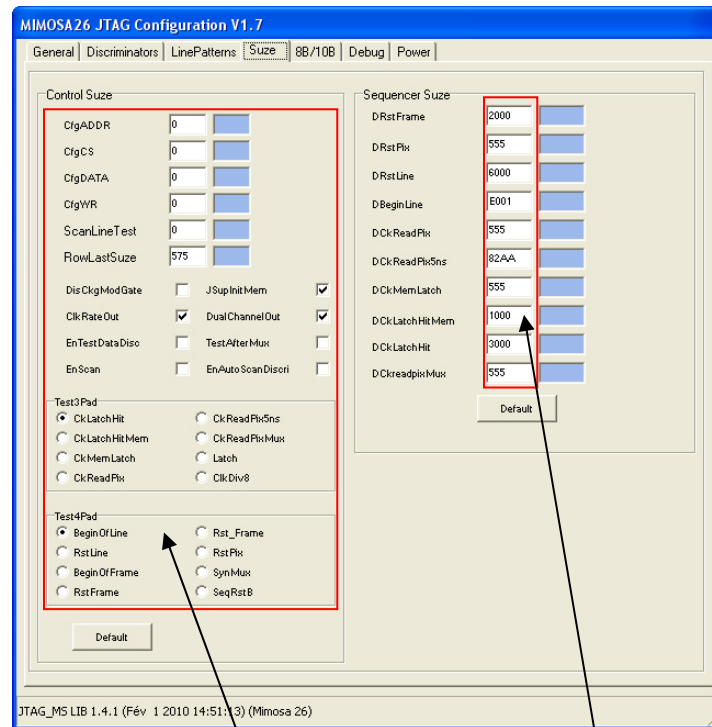 MIMOSA26 JTAG Configuration V1.7
General Discriminators LinePatterns Suze 8B/10B Debug Power
Control Suze
CfgADDR 0
CfgCS 0
CfgDATA 0
CfgWR 0
ScanLineTest 0
RowLastSuze 575
DisCkgModGate JSupInitMem
ClkRateOut DualChannelOut
EnTestDataDisc TestAfterMux
EnScan EnAutoScanDiscri
Test3Pad
CkLatchHit CkReadPix5ns
CkLatchHitMem CkReadPixMux
CkMemLatch Latch
CkReadPix ClkDiv8
Test4Pad
BeginOfLine Rst_Frame
RstLine RstPix
BeginOfFrame SynMux
RstFrame SeqRstB
Default
Sequencer Suze
DRstFrame 2000
DRstPix 555
DRstLine 6000
DBeginLine E001
DCkReadPix 555
DCkReadPix5ns 82AA
DCkMemLatch 555
DCkLatchHitMem 1000
DCkLatchHit 3000
DCkreadpixMux 555
Default
JTAG_MS LIB 1.4.1 (Fév 1 2010 14:51:13) (Mimosa 26)